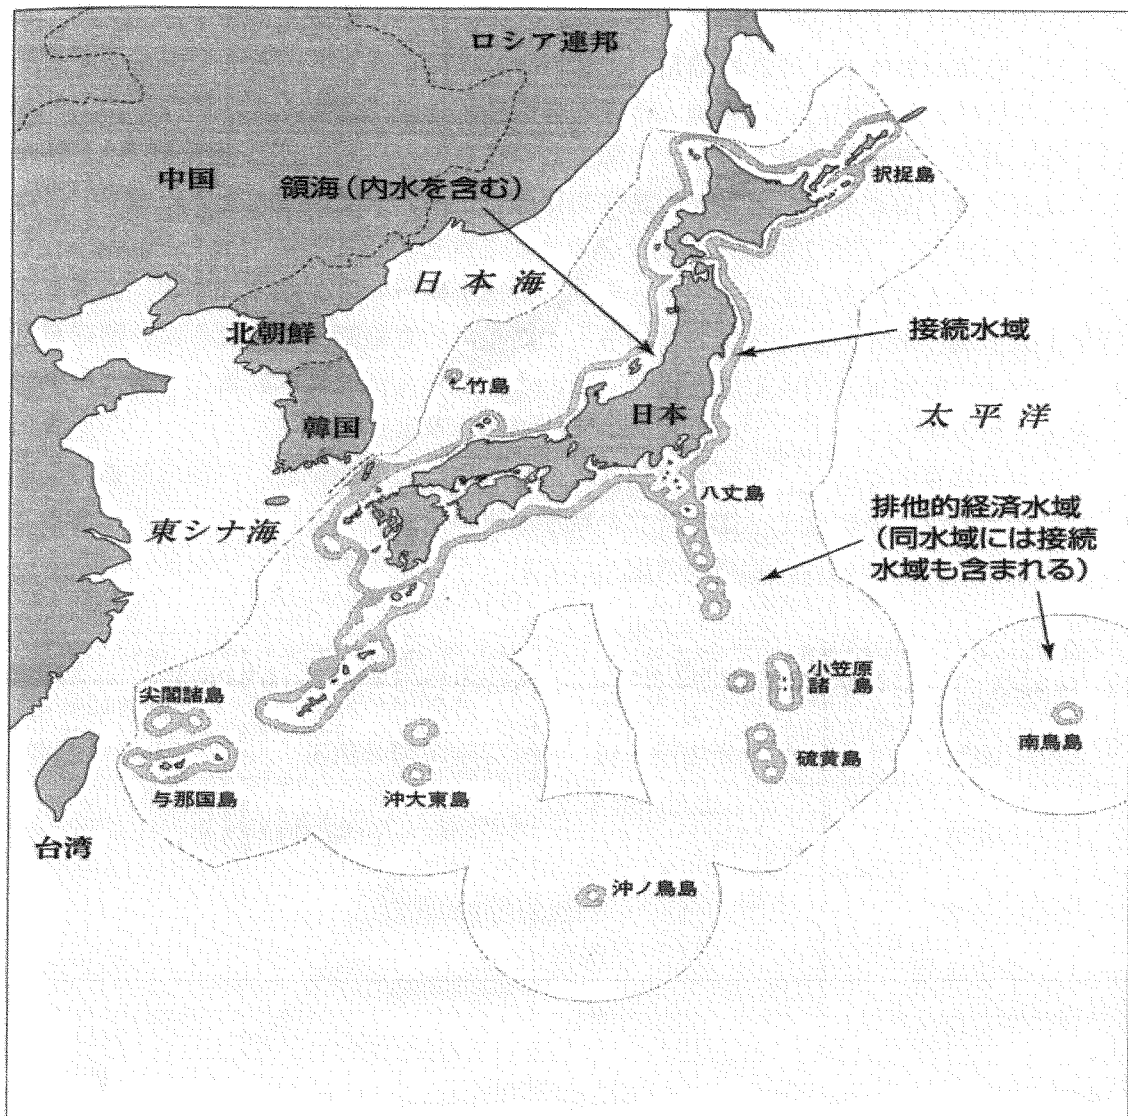 ロシア連邦
中国
領海（内水を含む）
択捉島
日本海
北朝鮮
接続水域
竹島
韓国
日本
太平洋
八丈島
東シナ海
排他的経済水域
（同水域には接続
水域も含まれる）
尖閣諸島
小笠原
諸島
南鳥島
硫黄島
与那国島
沖大東島
台湾
沖ノ鳥島